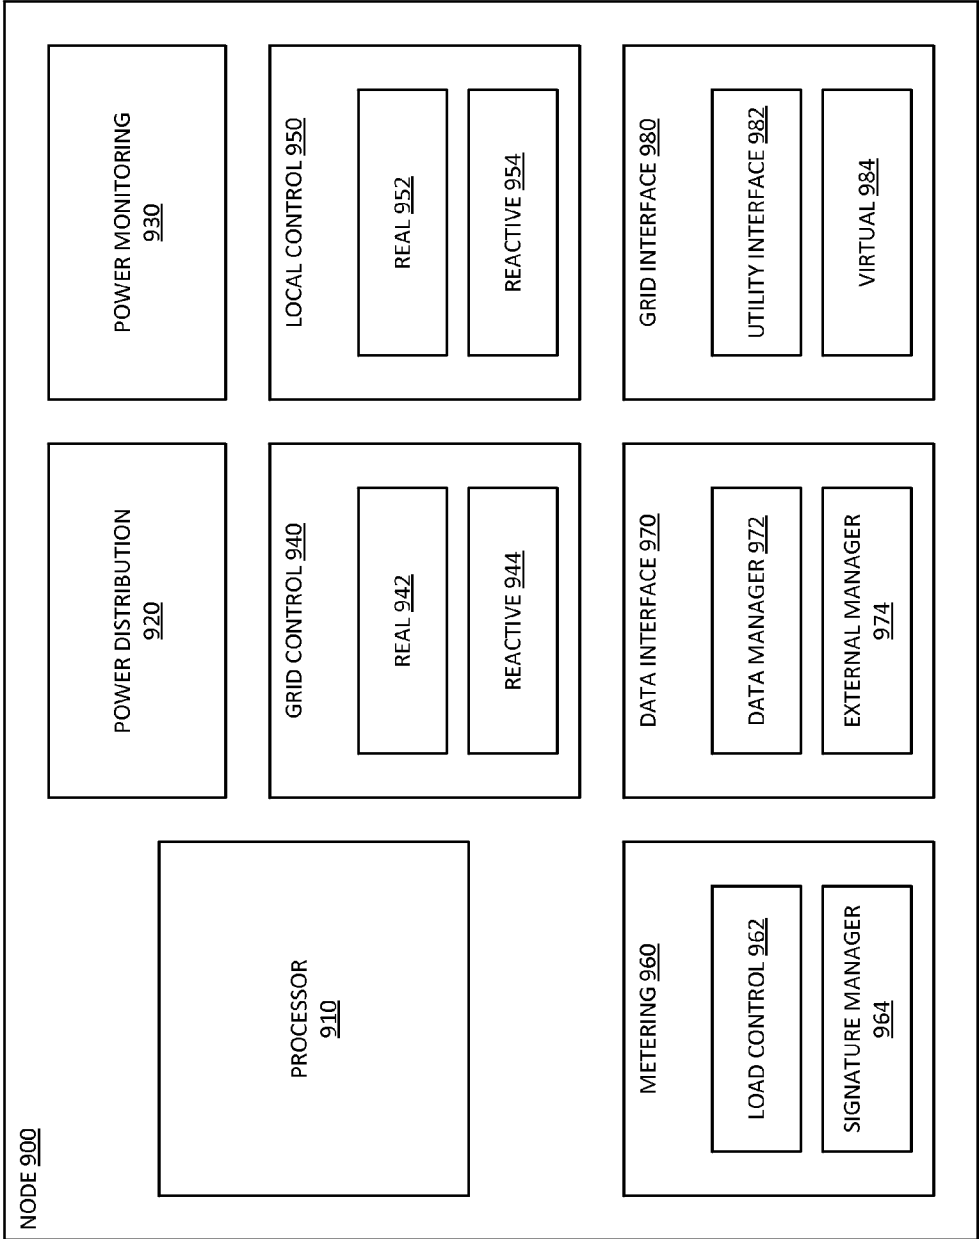 NODE 900
PROCESSOR
910
POWER DISTRIBUTION
920
POWER MONITORING
930
GRID CONTROL 940
REAL 942
REACTIVE 944
LOCAL CONTROL 950
REAL 952
REACTIVE 954
METERING 960
LOAD CONTROL 962
SIGNATURE MANAGER
964
DATA INTERFACE 970
DATA MANAGER 972
EXTERNAL MANAGER
974
GRID INTERFACE 980
UTILITY INTERFACE 982
VIRTUAL 984